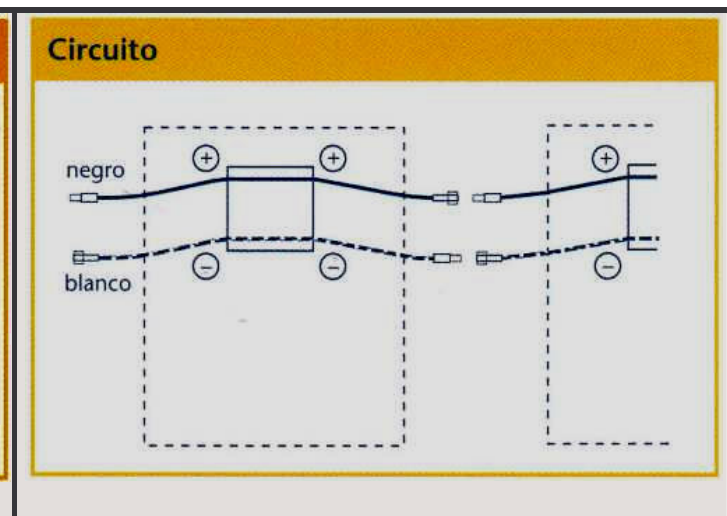 Circuito
negro
+ + +
- - -
blanco